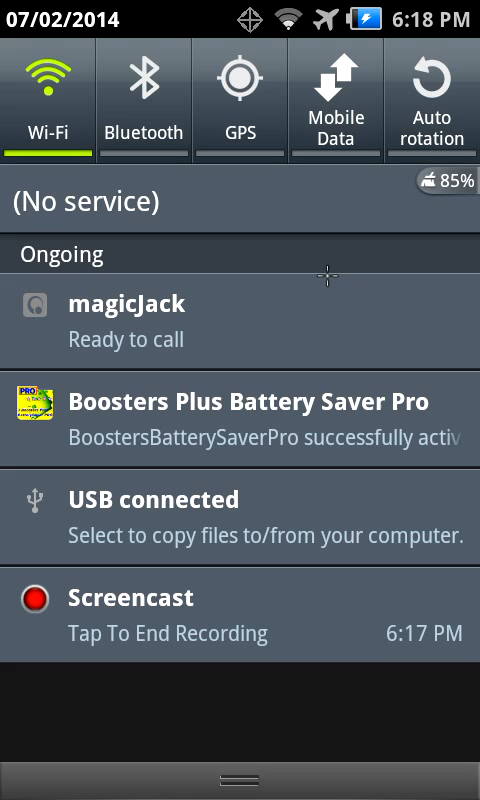 07/02/2014 6:18 PM
Wi-Fi Bluetooth GPS Mobile Data Auto rotation
85%
(No service)
Ongoing
magicJack
Ready to call
PRO
Boosters Plus Battery Saver Pro
BoostersBatterySaverPro successfully activ
USB connected
Select to copy files to/from your computer.
Screencast
Tap To End Recording 6:17 PM